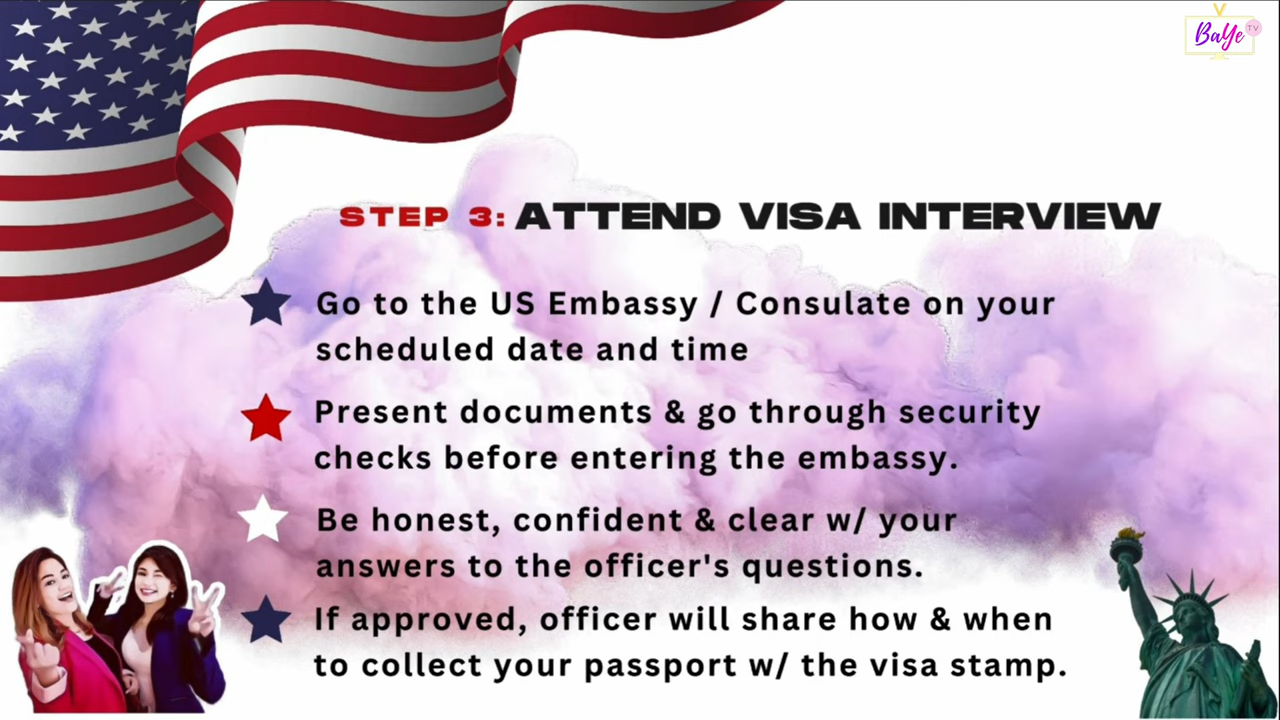 BaYe TV
STEP 3: ATTEND VISA INTERVIEW
Go to the US Embassy / Consulate on your
scheduled date and time
Present documents & go through security
checks before entering the embassy.
Be honest, confident & clear w/ your
answers to the officer's questions.
If approved, officer will share how & when
to collect your passport w/ the visa stamp.